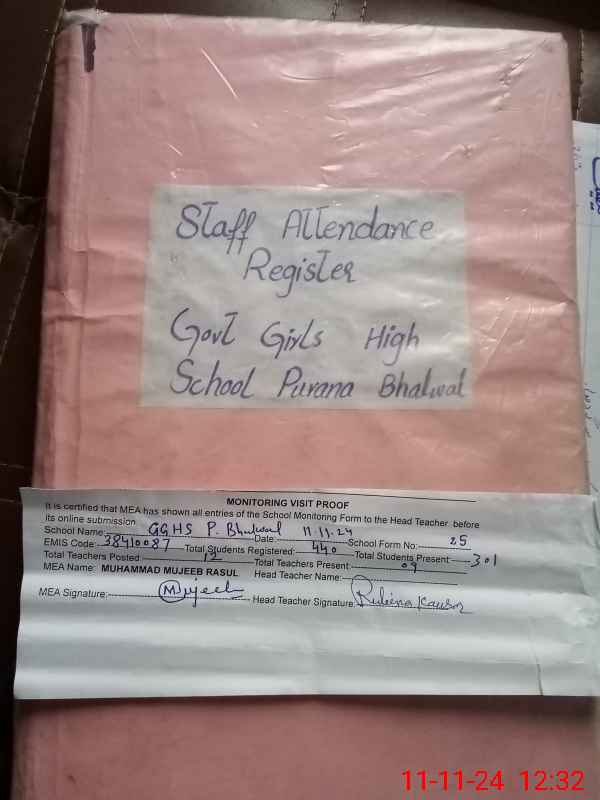 Staff Attendance
Register
Govt Girls High
School Purana Bhalwal
MONITORING VISIT PROOF
It is certified that MEA has shown all entries of the School Monitoring Form to the Head Teacher before
its online submission.
School Name: GGHS P. Bhalwal Date: 11.11.24 School Form No: 25
EMIS Code: 38410087 Total Students Registered: 440 Total Students Present 301
Total Teachers Posted: 12 Total Teachers Present 09
MEA Name: MUHAMMAD MUJEEB RASUL Head Teacher Name:
MEA Signature: Mujeeb Head Teacher Signature: Rubina Kausar
11-11-24 12:32